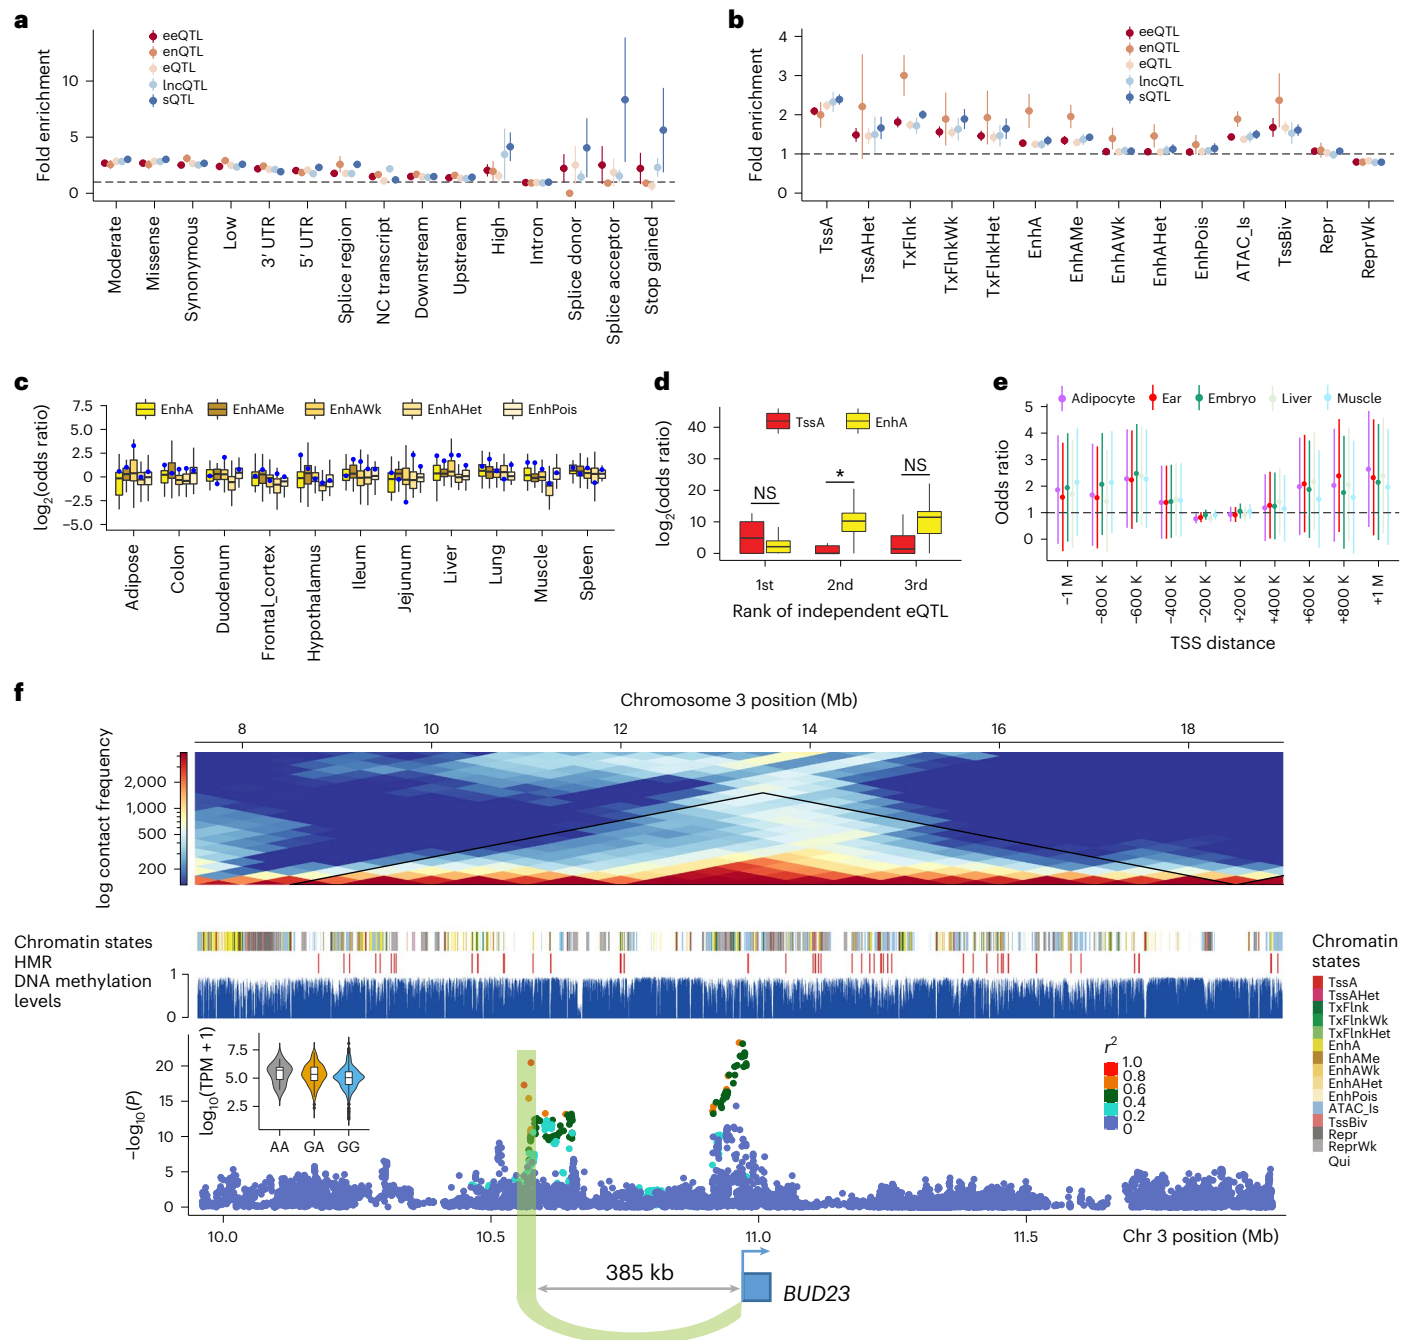 a
eeQTL
enQTL
eQTL
lncQTL
sQTL
Fold enrichment
10
5
0
Moderate
Missense
Synonymous
Low
3′ UTR
5′ UTR
Splice region
NC transcript
Downstream
Upstream
High
Intron
Splice donor
Splice acceptor
Stop gained
b
eeQTL
enQTL
eQTL
lncQTL
sQTL
Fold enrichment
4
3
2
1
0
TssA
TssAHet
TxFlnk
TxFlnkWk
TxFlnkHet
EnhA
EnhAMe
EnhAWk
EnhAHet
EnhPois
ATAC_Is
TssBiv
Repr
ReprWk
c
EnhA
EnhAMe
EnhAWk
EnhAHet
EnhPois
log2(odds ratio)
7.5
5.0
2.5
0
−2.5
−5.0
Adipose
Colon
Duodenum
Frontal_cortex
Hypothalamus
Ileum
Jejunum
Liver
Lung
Muscle
Spleen
d
TssA
EnhA
log2(odds ratio)
40
30
20
10
0
NS
*
NS
1st
2nd
3rd
Rank of independent eQTL
e
Adipocyte
Ear
Embryo
Liver
Muscle
Odds ratio
5
4
3
2
1
0
−1 M
−800 K
−600 K
−400 K
−200 K
+200 K
+400 K
+600 K
+800 K
+1 M
TSS distance
f
Chromosome 3 position (Mb)
8
10
12
14
16
18
log contact frequency
2,000
1,000
500
200
Chromatin states
HMR
DNA methylation
levels
1
0
Chromatin
states
TssA
TssAHet
TxFlnk
TxFlnkWk
TxFlnkHet
EnhA
EnhAMe
EnhAWk
EnhAHet
EnhPois
ATAC_Is
TssBiv
Repr
ReprWk
Qui
−log10(P)
20
15
10
5
0
log10(TPM + 1)
7.5
5.0
2.5
AA
GA
GG
r2
1.0
0.8
0.6
0.4
0.2
0
10.0
10.5
11.0
11.5
Chr 3 position (Mb)
385 kb
BUD23